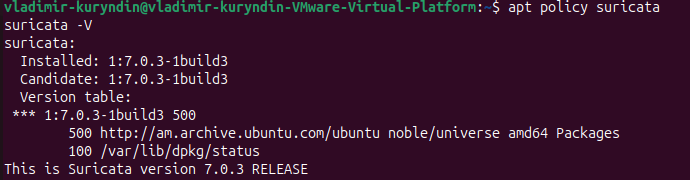 vladimir-kuryndin@vladimir-kuryndin-VMware-Virtual-Platform:~$ apt policy suricata
suricata -V
suricata:
  Installed: 1:7.0.3-1build3
  Candidate: 1:7.0.3-1build3
  Version table:
 *** 1:7.0.3-1build3 500
        500 http://am.archive.ubuntu.com/ubuntu noble/universe amd64 Packages
        100 /var/lib/dpkg/status
This is Suricata version 7.0.3 RELEASE